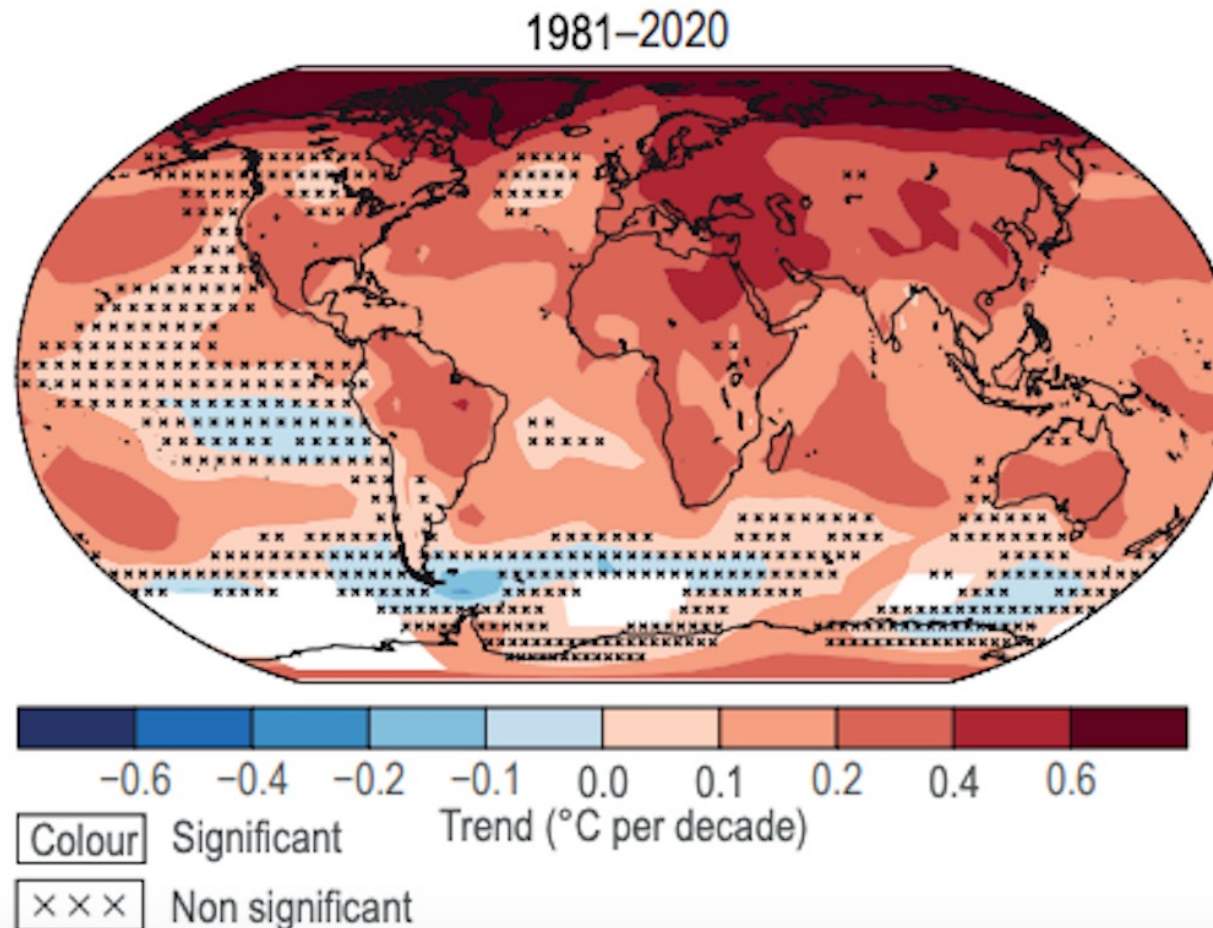 1981–2020
−0.6 −0.4 −0.2 −0.1 0.0 0.1 0.2 0.4 0.6
Trend (°C per decade)
Colour Significant
××× Non significant